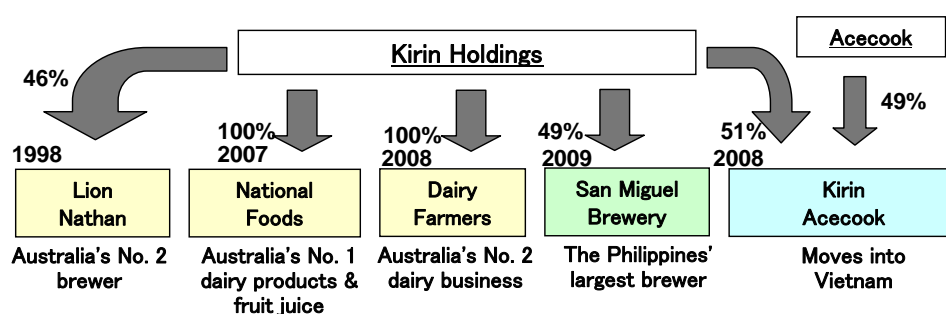 Kirin Holdings
Acecook
46%
49%
100%
100%
49%
51%
1998
2007
2008
2009
2008
Lion
Nathan
National
Foods
Dairy
Farmers
San Miguel
Brewery
Kirin
Acecook
Australia's No. 2
brewer
Australia's No. 1
dairy products &
fruit juice
Australia's No. 2
dairy business
The Philippines'
largest brewer
Moves into
Vietnam